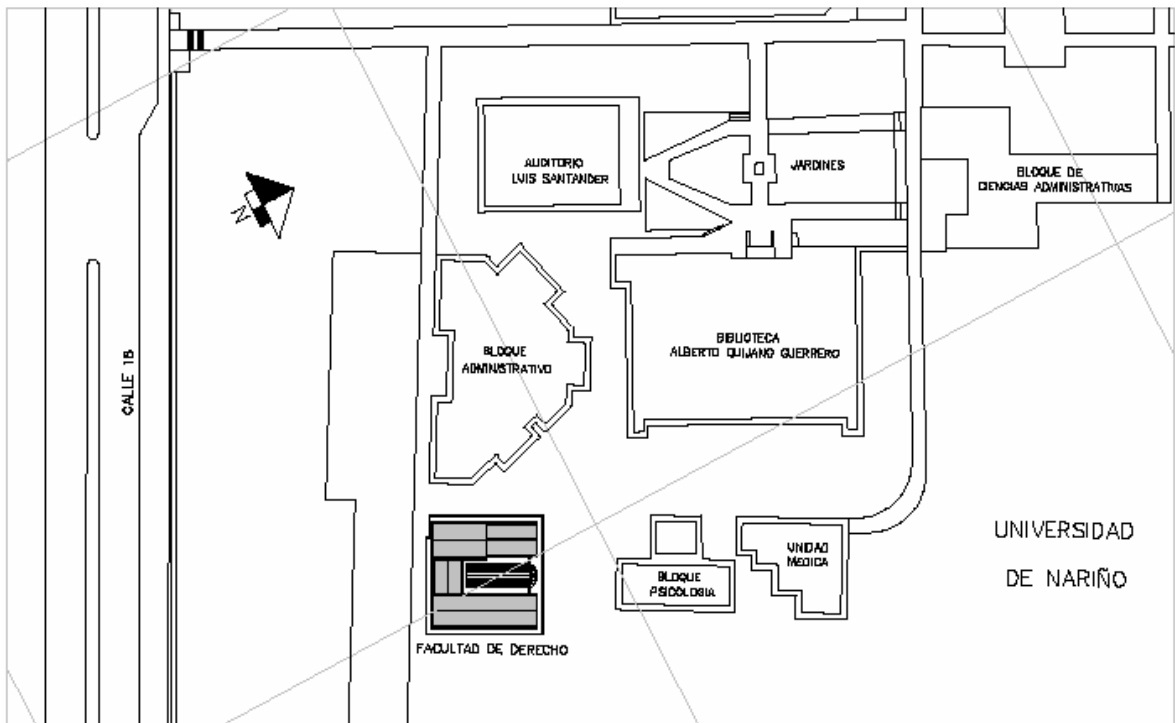 AUDITORIO
LUIS SANTANDER
JARDINES
BLOQUE DE
CIENCIAS ADMINISTRATIVAS
N
BIBLIOTECA
ALBERTO QUIJANO GUERRERO
BLOQUE
ADMINISTRATIVO
CALLE 18
UNIVERSIDAD
DE NARIÑO
UNIDAD
MEDICA
BLOQUE
PSICOLOGIA
FACULTAD DE DERECHO